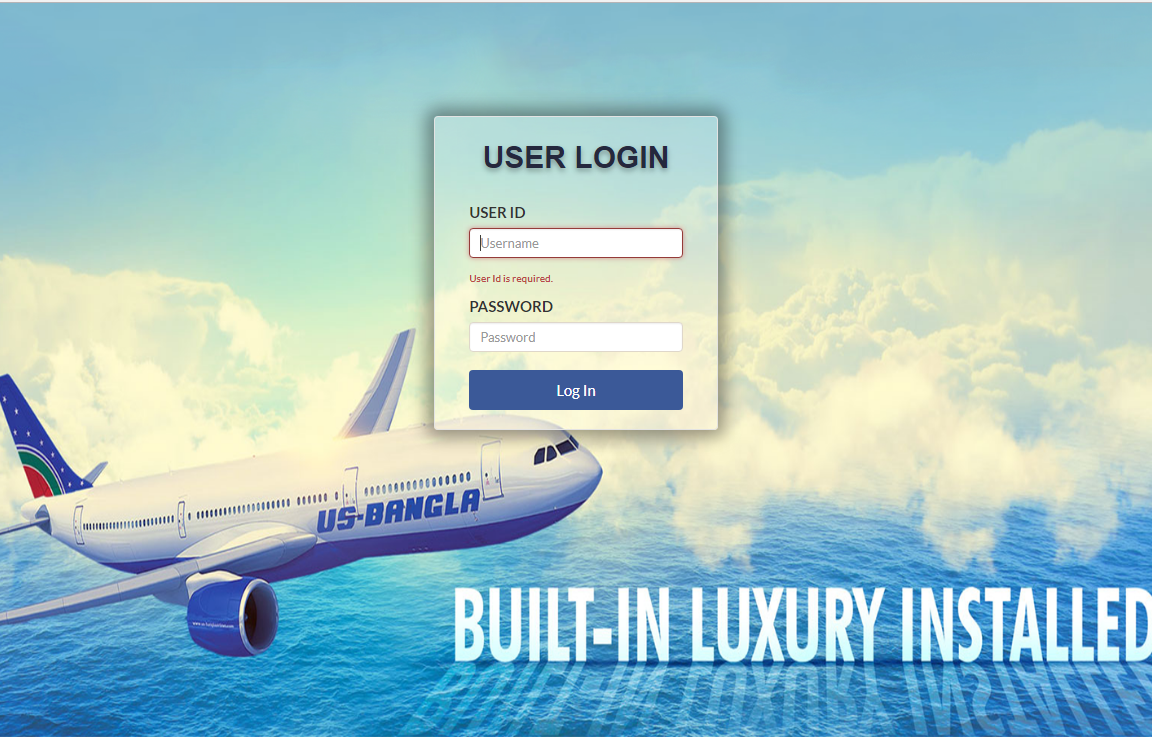 USER LOGIN
USER ID
Username
User Id is required.
PASSWORD
Password
Log In
US-BANGLA
BUILT-IN LUXURY INSTALLED